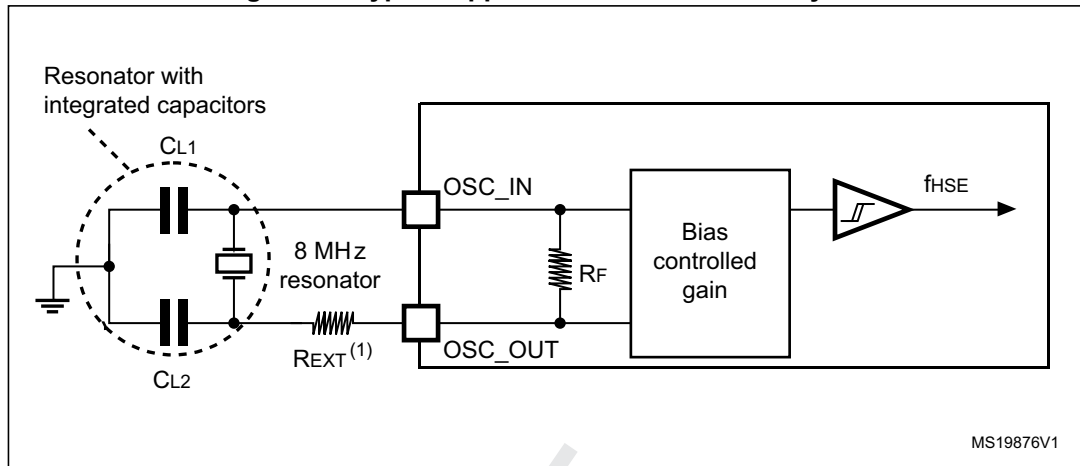 Resonator with
integrated capacitors
CL1
OSC_IN
fHSE
8 MHz
resonator
RF
Bias
controlled
gain
REXT (1)
OSC_OUT
CL2
MS19876V1